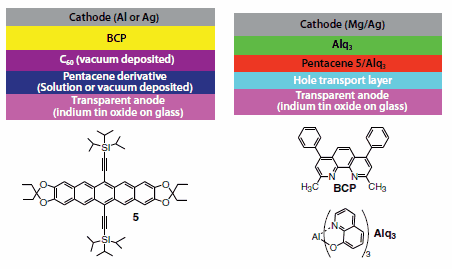 Cathode (Al or Ag)
BCP
C60 (vacuum deposited)
Pentacene derivative
(Solution or vacuum deposited)
Transparent anode
(indium tin oxide on glass)
Cathode (Mg/Ag)
Alq3
Pentacene 5/Alq3
Hole transport layer
Transparent anode
(indium tin oxide on glass)
Si
O
O
O
O
5
Si
N
N
H3C
BCP
CH3
N
Al
O
3
Alq3